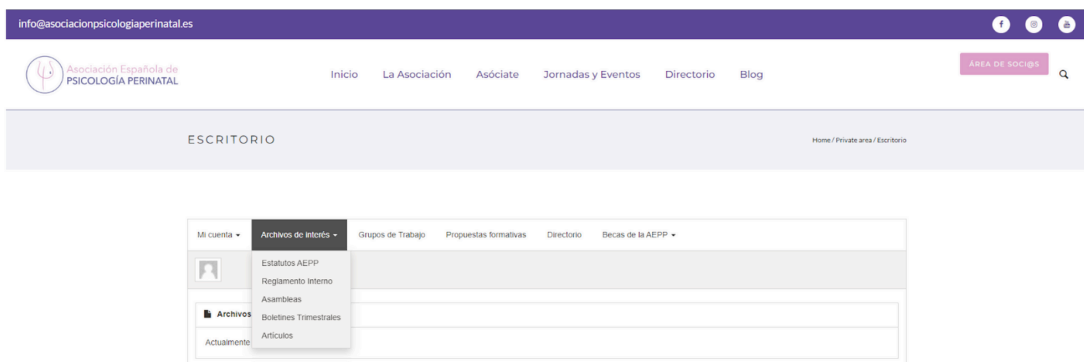 info@asociacionpsicologiaperinatal.es
Asociación Española de
PSICOLOGÍA PERINATAL
Inicio La Asociación Asóciate Jornadas y Eventos Directorio Blog
ÁREA DE SOCI@S
ESCRITORIO
Home / Private area / Escritorio
Mi cuenta Archivos de interés Grupos de Trabajo Propuestas formativas Directorio Becas de la AEPP
Estatutos AEPP
Reglamento Interno
Asambleas
Archivos
Boletines Trimestrales
Artículos
Actualmente